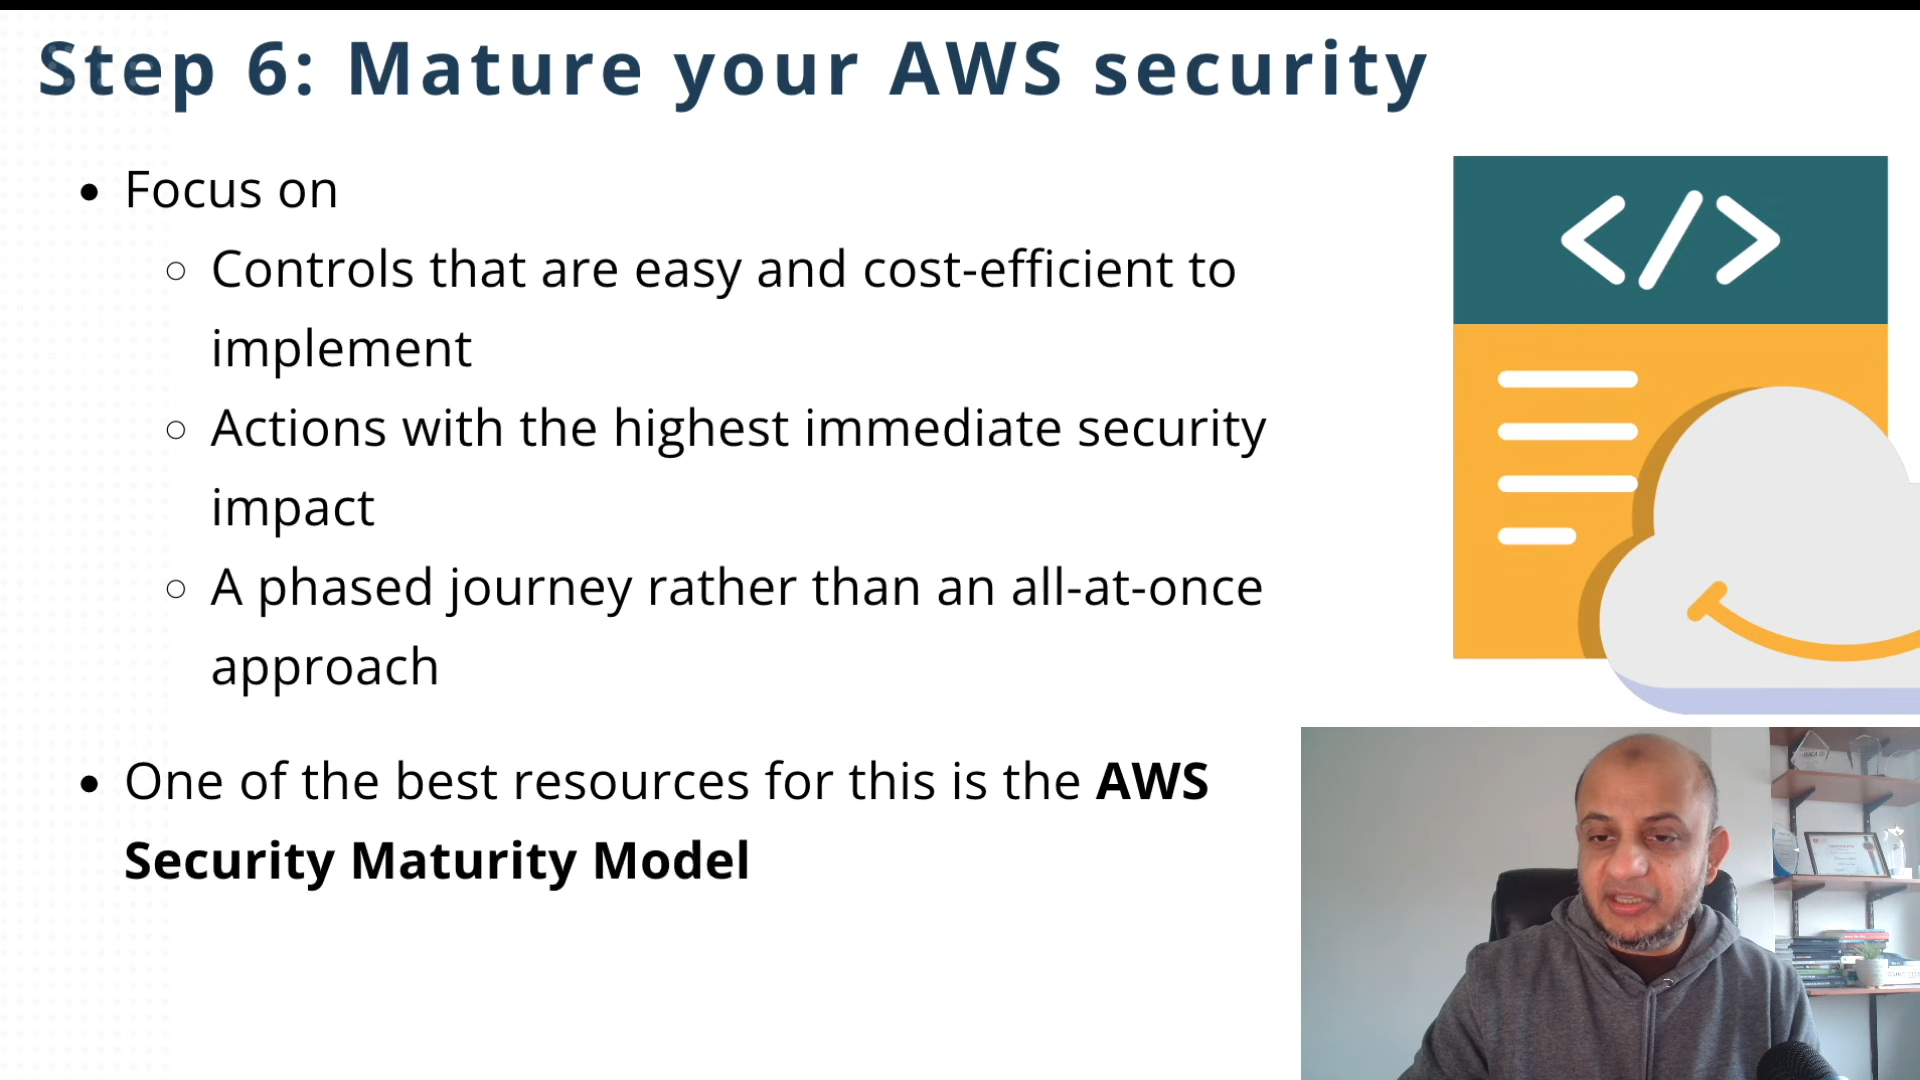 Step 6: Mature your AWS security
Focus on
Controls that are easy and cost-efficient to
implement
Actions with the highest immediate security
impact
A phased journey rather than an all-at-once
approach
One of the best resources for this is the AWS
Security Maturity Model